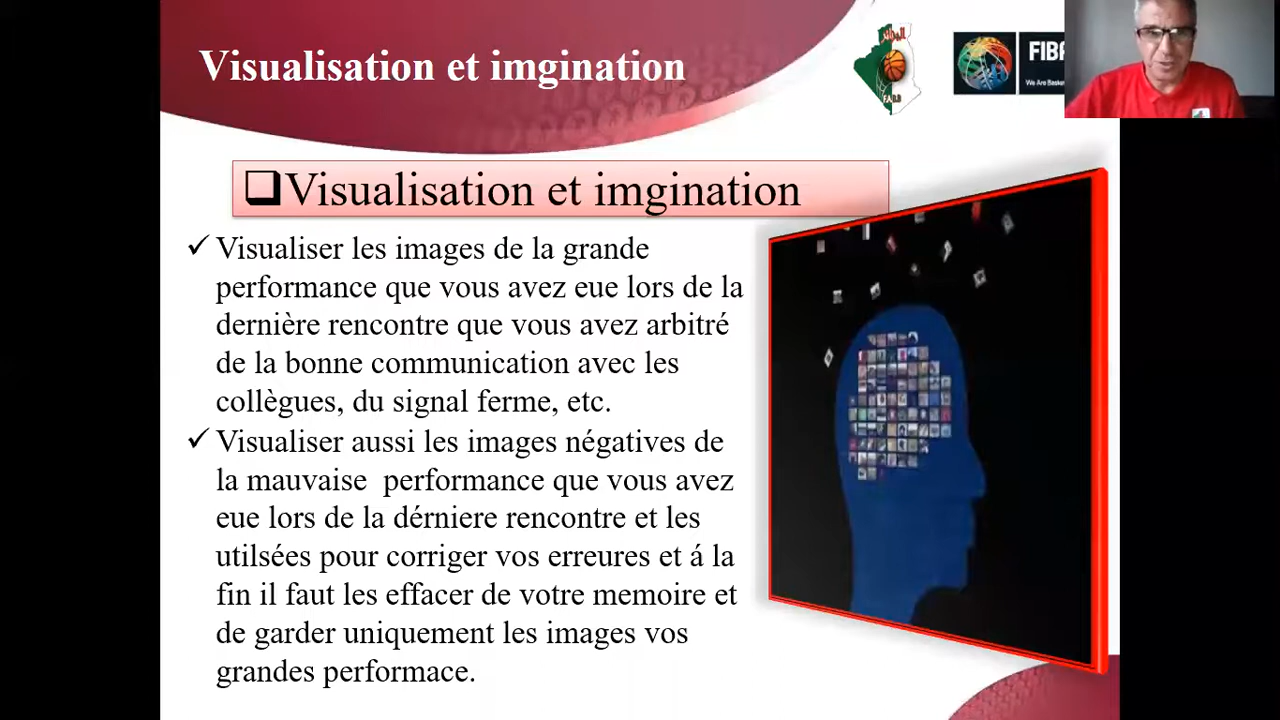 Visualisation et imgination
FIBA
We Are Basket
F.A.B.B
Visualisation et imgination
Visualiser les images de la grande
performance que vous avez eue lors de la
dernière rencontre que vous avez arbitré
de la bonne communication avec les
collègues, du signal ferme, etc.
Visualiser aussi les images négatives de
la mauvaise performance que vous avez
eue lors de la dérniere rencontre et les
utilsées pour corriger vos erreures et á la
fin il faut les effacer de votre memoire et
de garder uniquement les images vos
grandes performace.